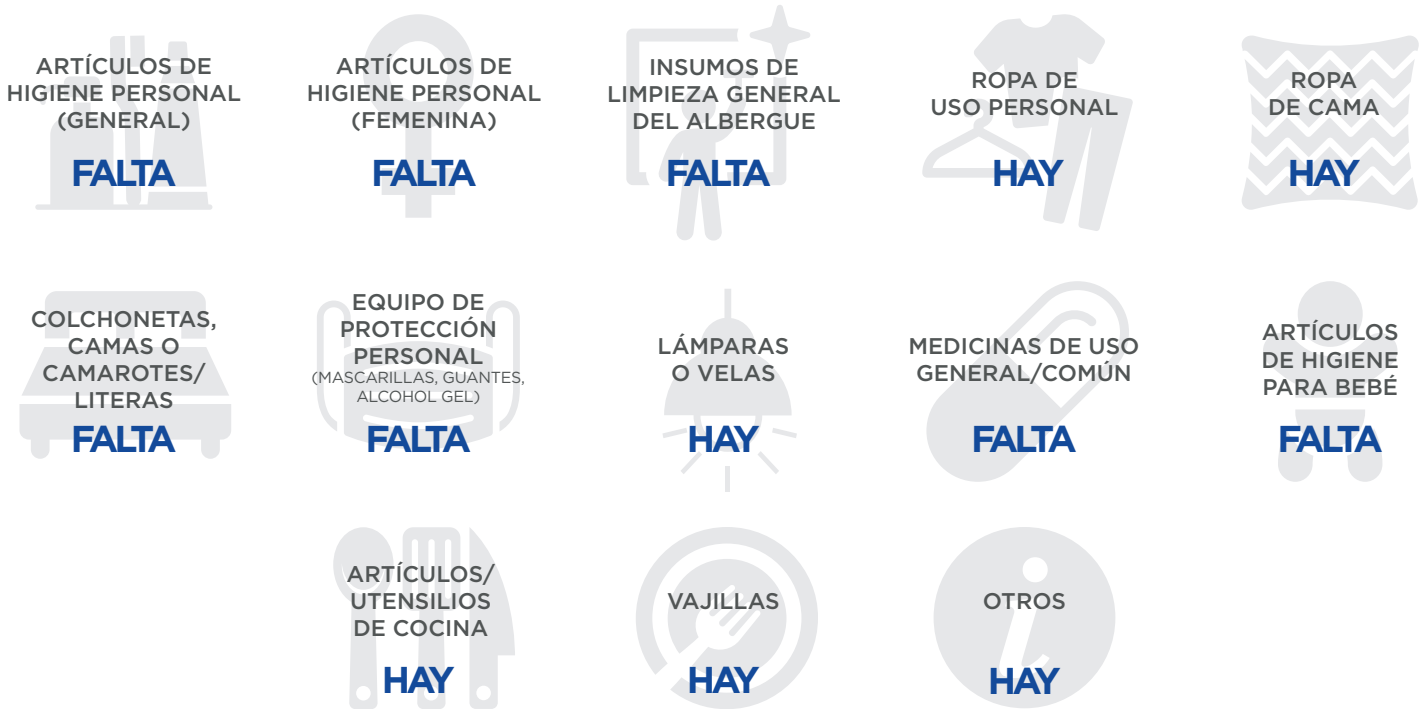 ARTÍCULOS DE
HIGIENE PERSONAL
(GENERAL)
FALTA
ARTÍCULOS DE
HIGIENE PERSONAL
(FEMENINA)
FALTA
INSUMOS DE
LIMPIEZA GENERAL
DEL ALBERGUE
FALTA
ROPA DE
USO PERSONAL
HAY
ROPA
DE CAMA
HAY
COLCHONETAS,
CAMAS O
CAMAROTES/
LITERAS
FALTA
EQUIPO DE
PROTECCIÓN
PERSONAL
(MASCARILLAS, GUANTES,
ALCOHOL GEL)
FALTA
LÁMPARAS
O VELAS
HAY
MEDICINAS DE USO
GENERAL/COMÚN
FALTA
ARTÍCULOS
DE HIGIENE
PARA BEBÉ
FALTA
ARTÍCULOS/
UTENSILIOS
DE COCINA
HAY
VAJILLAS
HAY
OTROS
HAY